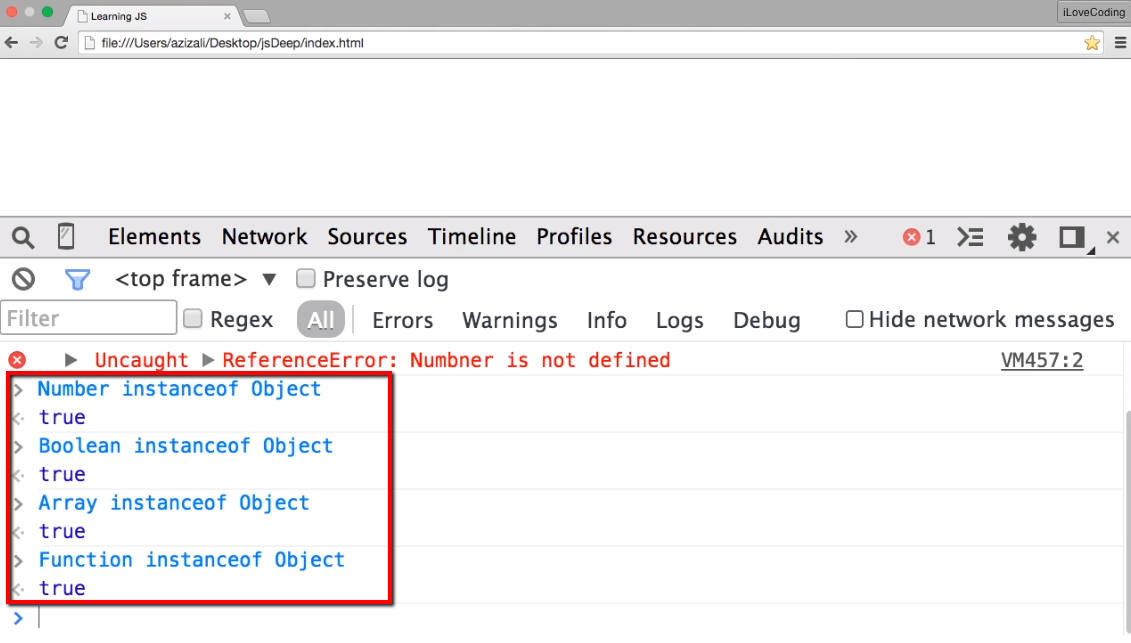 Learning JS
iLoveCoding
file:///Users/azizali/Desktop/jsDeep/index.html
Elements Network Sources Timeline Profiles Resources Audits » 1
<top frame> ▼ Preserve log
Filter Regex All Errors Warnings Info Logs Debug Hide network messages
Uncaught ReferenceError: Numbner is not defined VM457:2
Number instanceof Object
true
Boolean instanceof Object
true
Array instanceof Object
true
Function instanceof Object
true